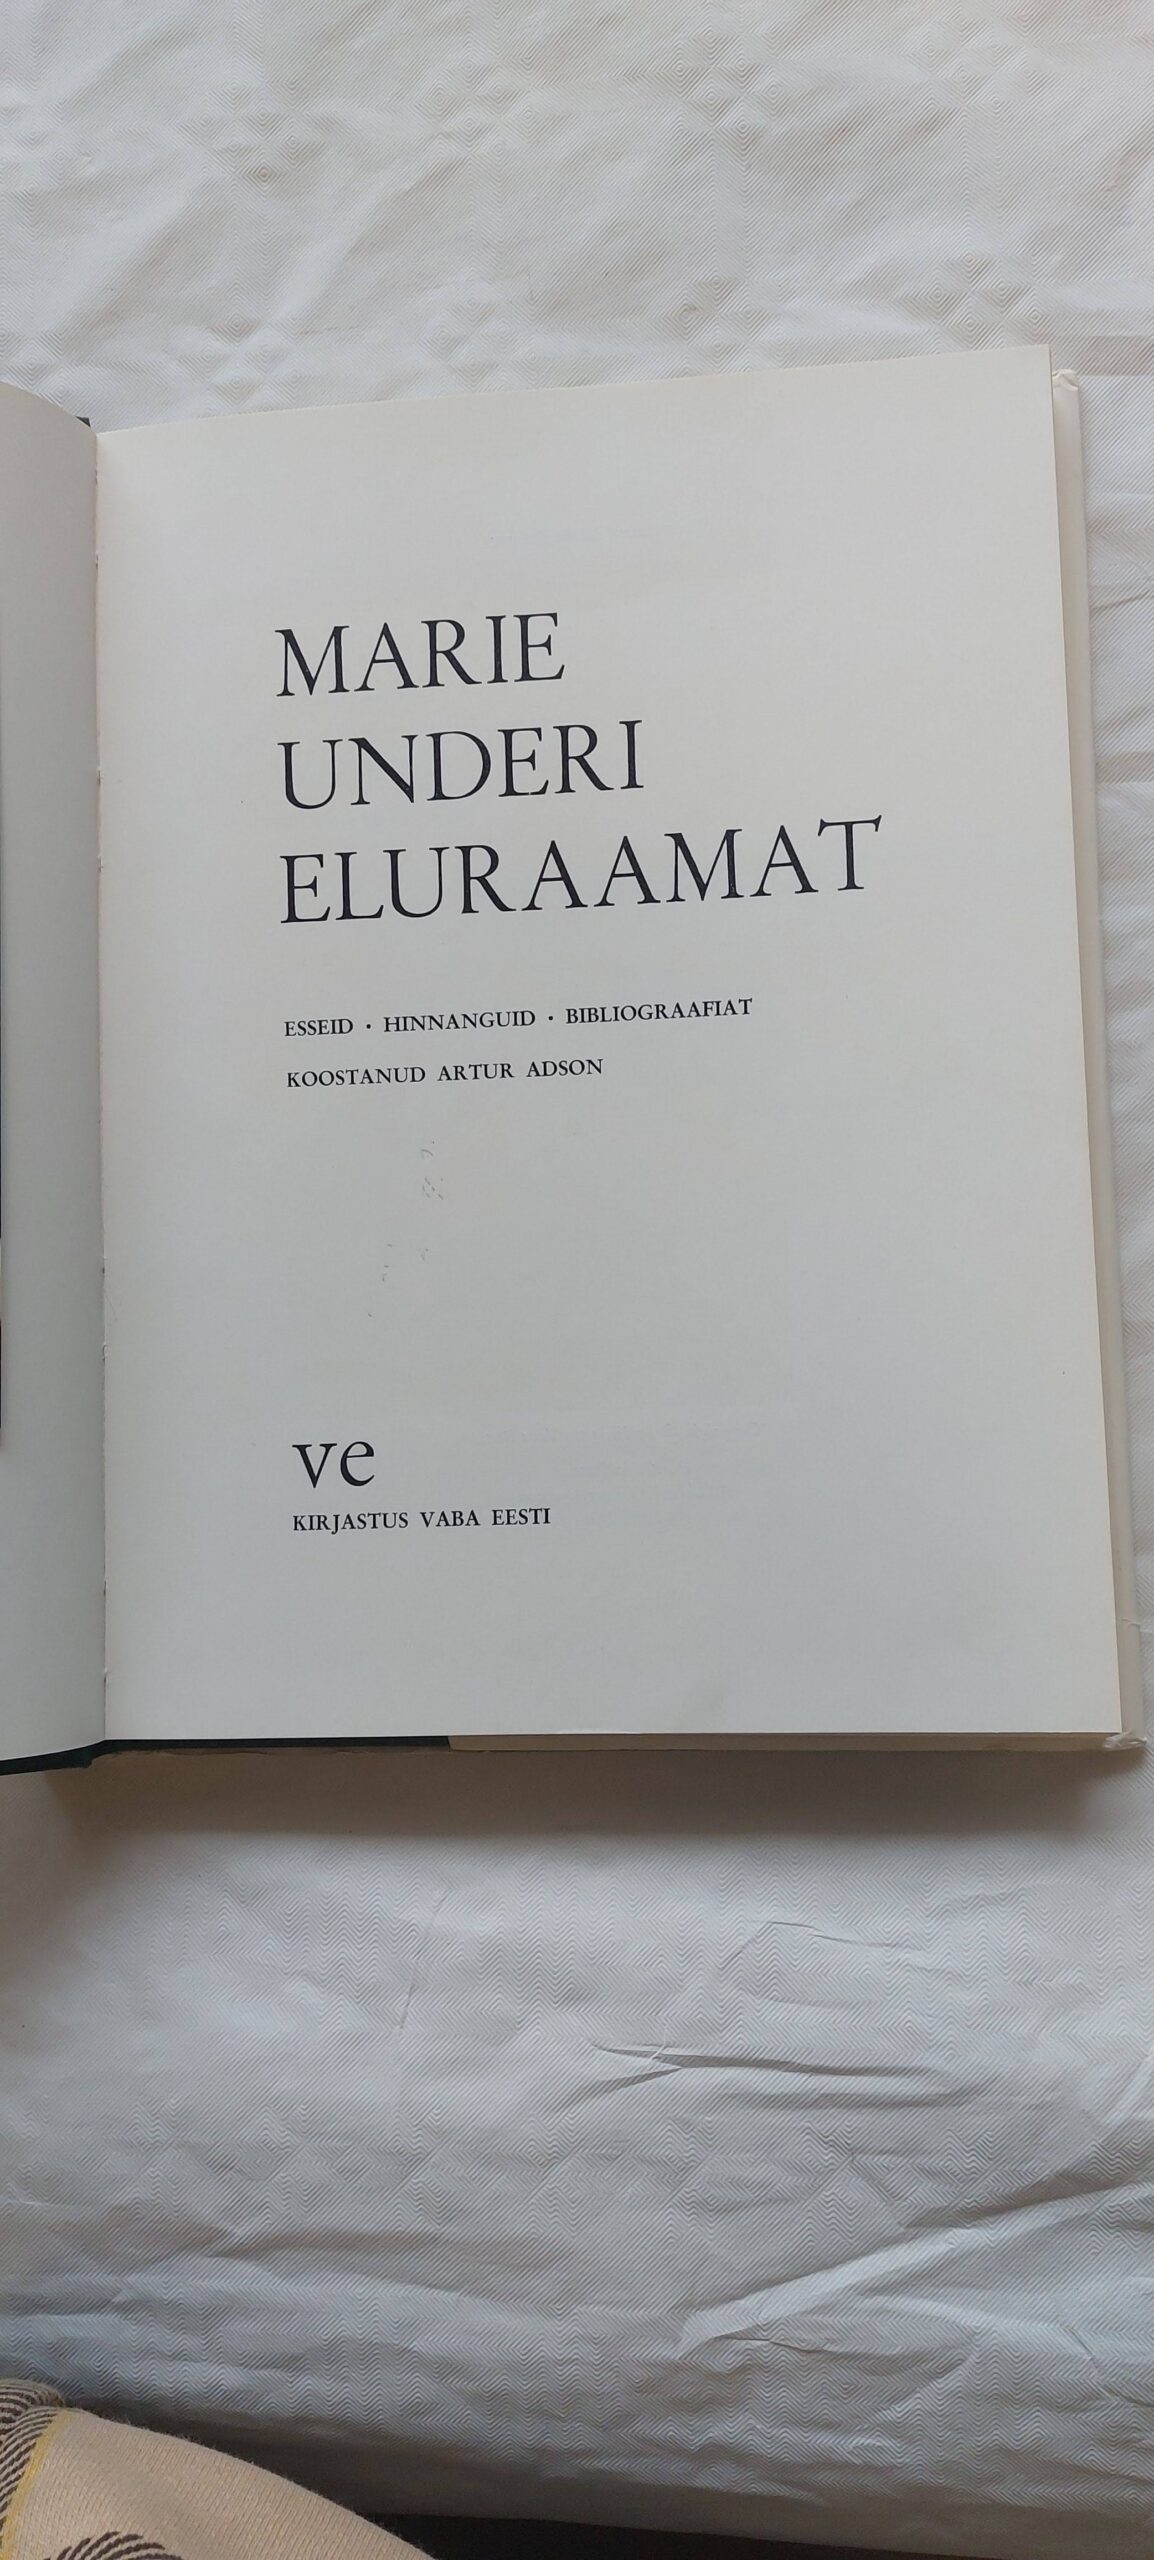 MARIE
UNDERI
ELURAAMAT
ESSEID · HINNANGUID · BIBLIOGRAAFIAT
KOOSTANUD ARTUR ADSON
ve
KIRJASTUS VABA EESTI